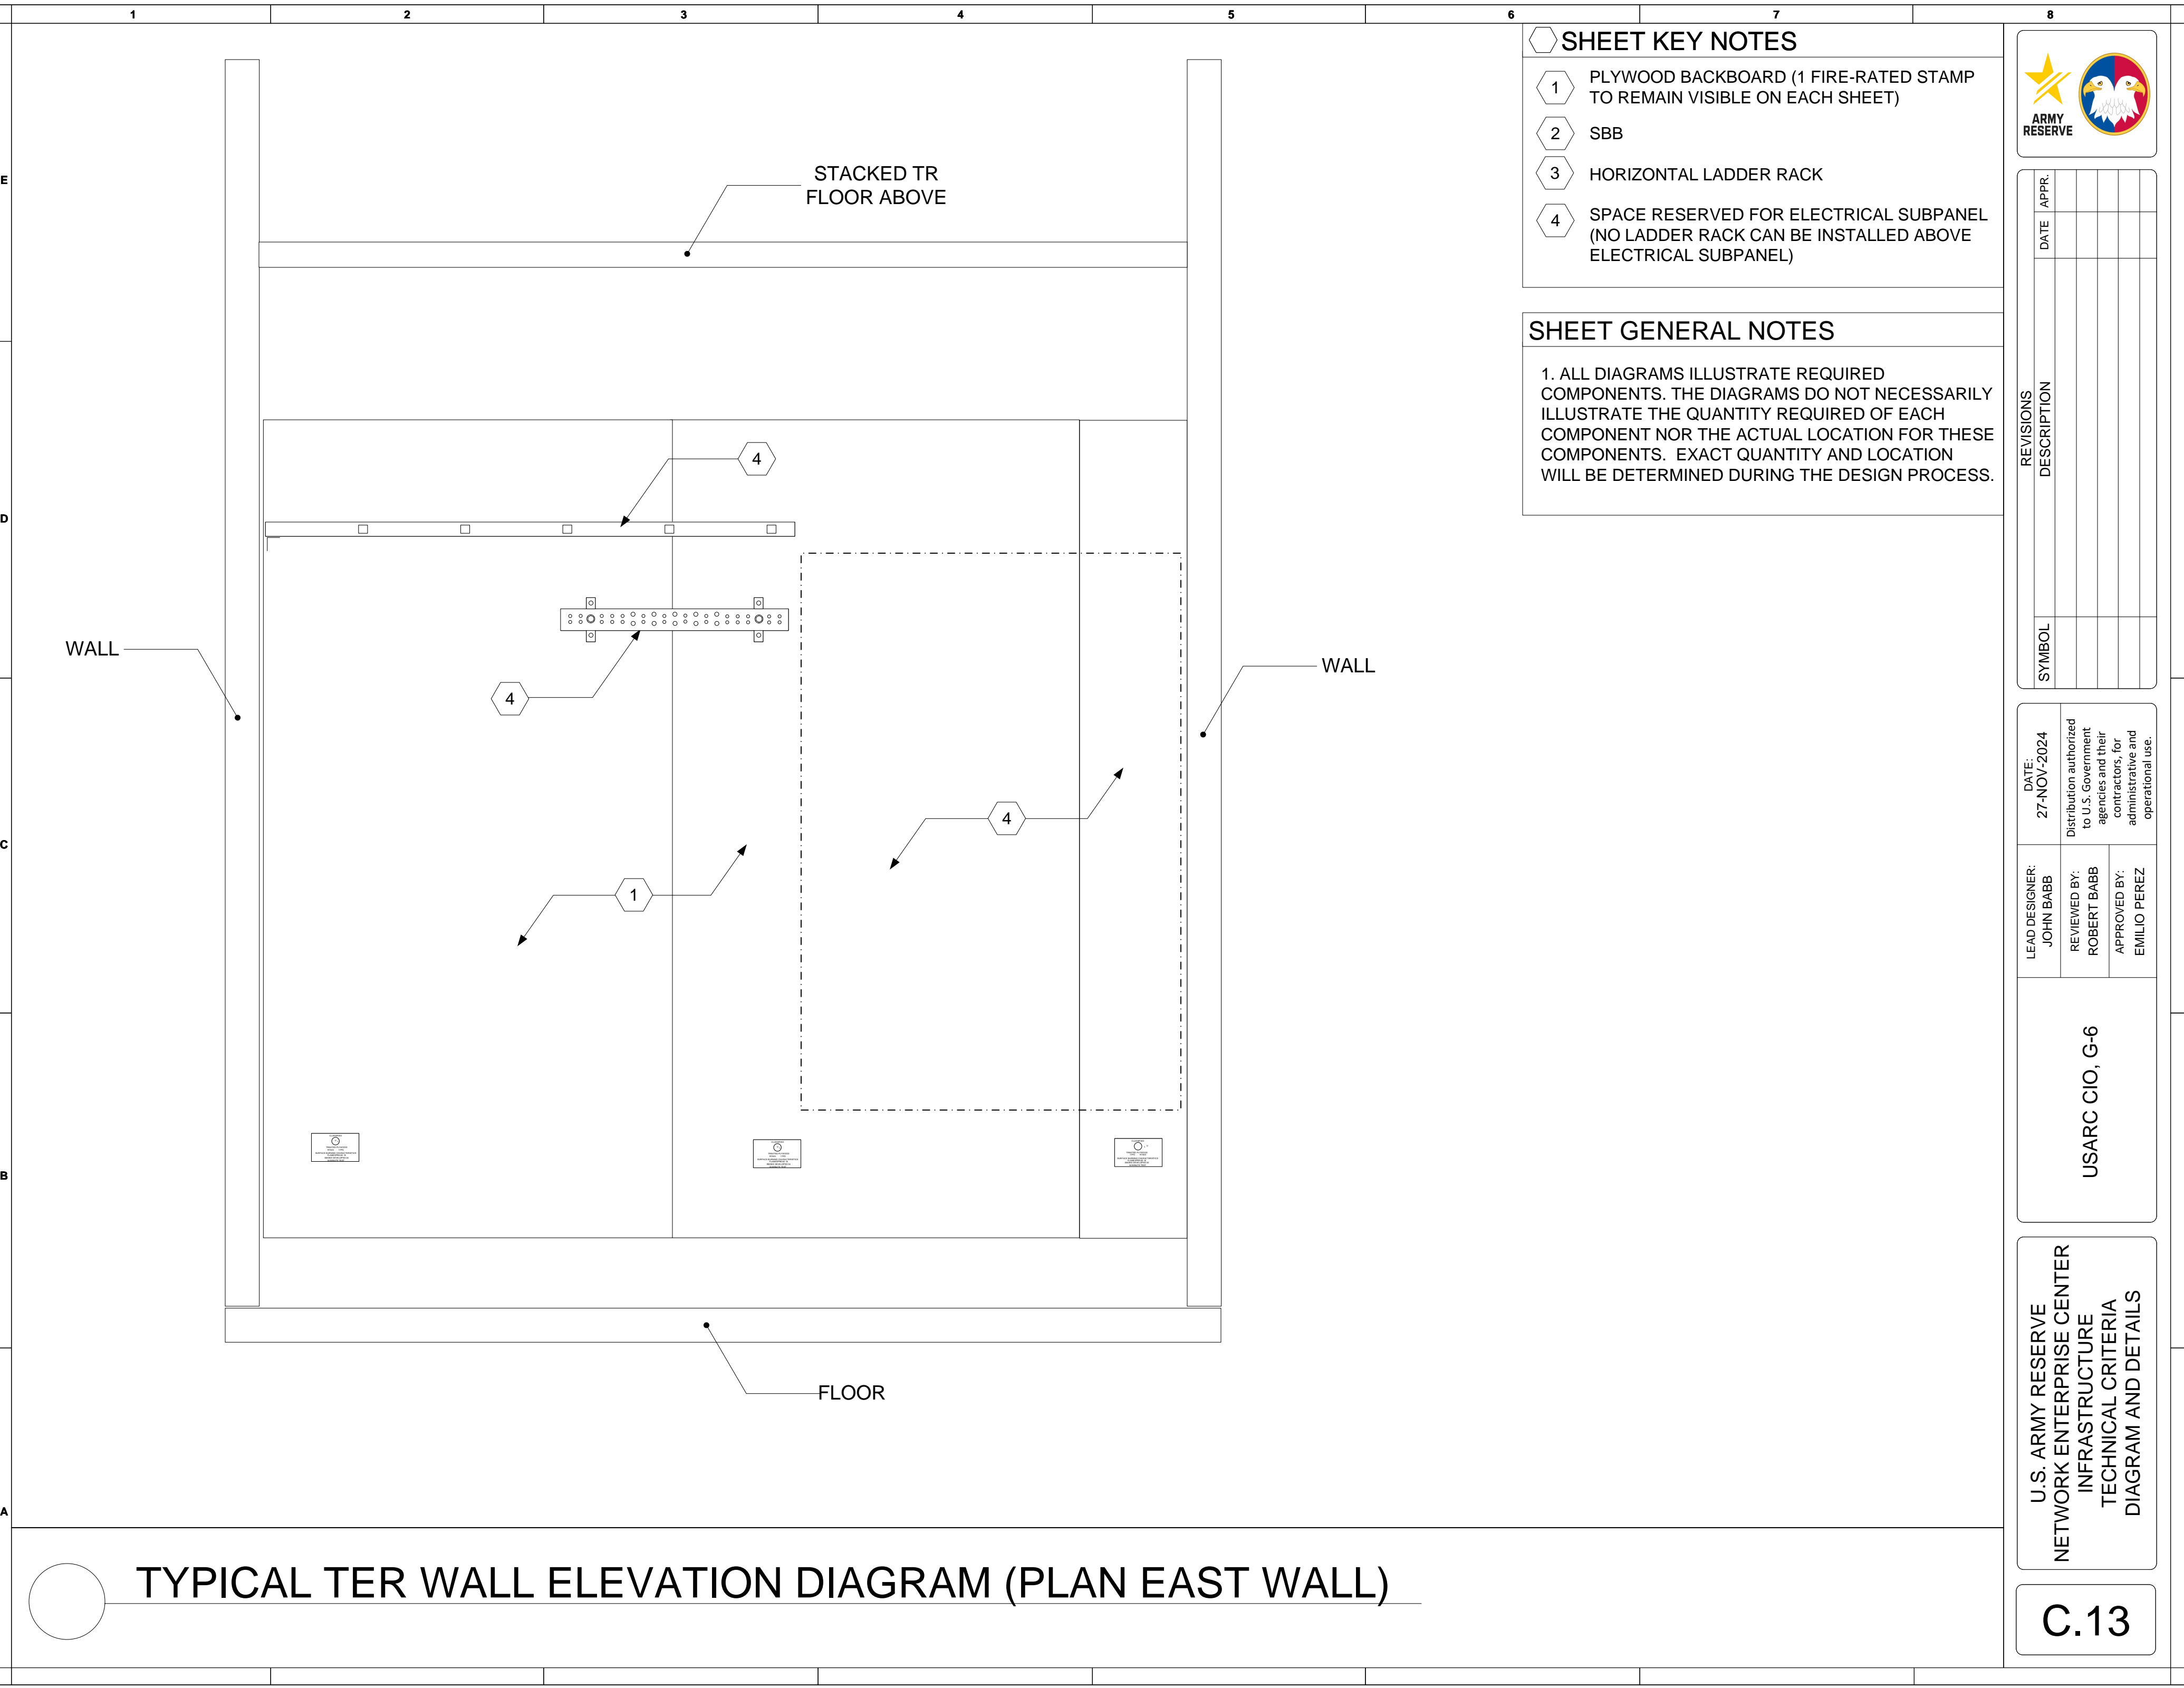 1 2 3 4 5 6 7 8
E
D
C
B
A
SHEET KEY NOTES
1 PLYWOOD BACKBOARD (1 FIRE-RATED STAMP
TO REMAIN VISIBLE ON EACH SHEET)
2 SBB
3 HORIZONTAL LADDER RACK
4 SPACE RESERVED FOR ELECTRICAL SUBPANEL
(NO LADDER RACK CAN BE INSTALLED ABOVE
ELECTRICAL SUBPANEL)
SHEET GENERAL NOTES
1. ALL DIAGRAMS ILLUSTRATE REQUIRED
COMPONENTS. THE DIAGRAMS DO NOT NECESSARILY
ILLUSTRATE THE QUANTITY REQUIRED OF EACH
COMPONENT NOR THE ACTUAL LOCATION FOR THESE
COMPONENTS. EXACT QUANTITY AND LOCATION
WILL BE DETERMINED DURING THE DESIGN PROCESS.
STACKED TR
FLOOR ABOVE
4
WALL
WALL
4
4
1
FLOOR
TYPICAL TER WALL ELEVATION DIAGRAM (PLAN EAST WALL)
ARMY
RESERVE
REVISIONS
SYMBOL DESCRIPTION DATE APPR.
DATE:
27-NOV-2024
Distribution authorized
to U.S. Government
agencies and their
contractors, for
administrative and
operational use.
LEAD DESIGNER:
JOHN BABB
REVIEWED BY:
ROBERT BABB
APPROVED BY:
EMILIO PEREZ
USARC CIO, G-6
U.S. ARMY RESERVE
NETWORK ENTERPRISE CENTER
INFRASTRUCTURE
TECHNICAL CRITERIA
DIAGRAM AND DETAILS
C.13